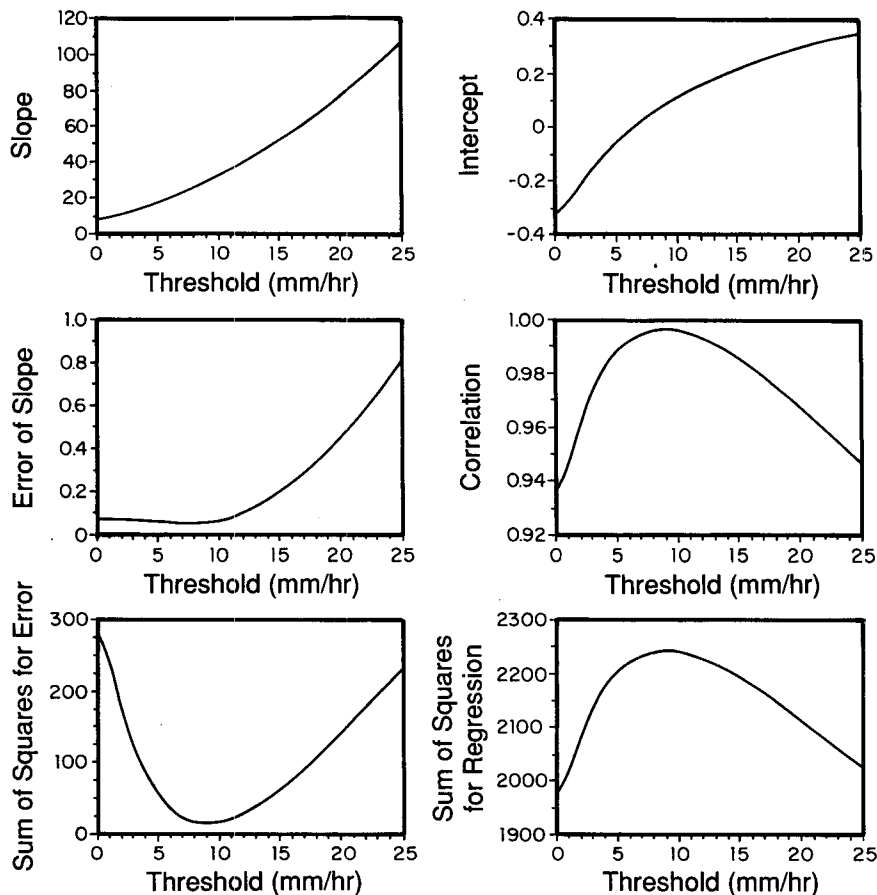 Slope
120
100
80
60
40
20
0
0 5 10 15 20 25
Threshold (mm/hr)
Intercept
0.4
0.2
0
-0.2
-0.4
0 5 10 15 20 25
Threshold (mm/hr)
Error of Slope
1.0
0.8
0.6
0.4
0.2
0
0 5 10 15 20 25
Threshold (mm/hr)
Correlation
1.00
0.98
0.96
0.94
0.92
0 5 10 15 20 25
Threshold (mm/hr)
Sum of Squares for Error
300
200
100
0
0 5 10 15 20 25
Threshold (mm/hr)
Sum of Squares
for Regression
2300
2200
2100
2000
1900
0 5 10 15 20 25
Threshold (mm/hr)